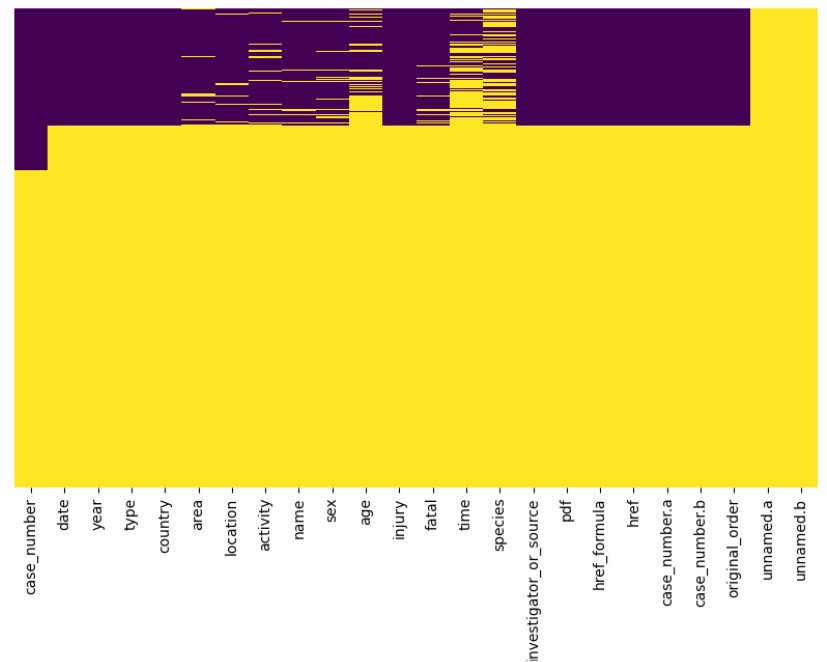 case_number
date
year
type
country
area
location
activity
name
sex
age
injury
fatal
time
species
investigator_or_source
pdf
href_formula
href
case_number.a
case_number.b
original_order
unnamed.a
unnamed.b